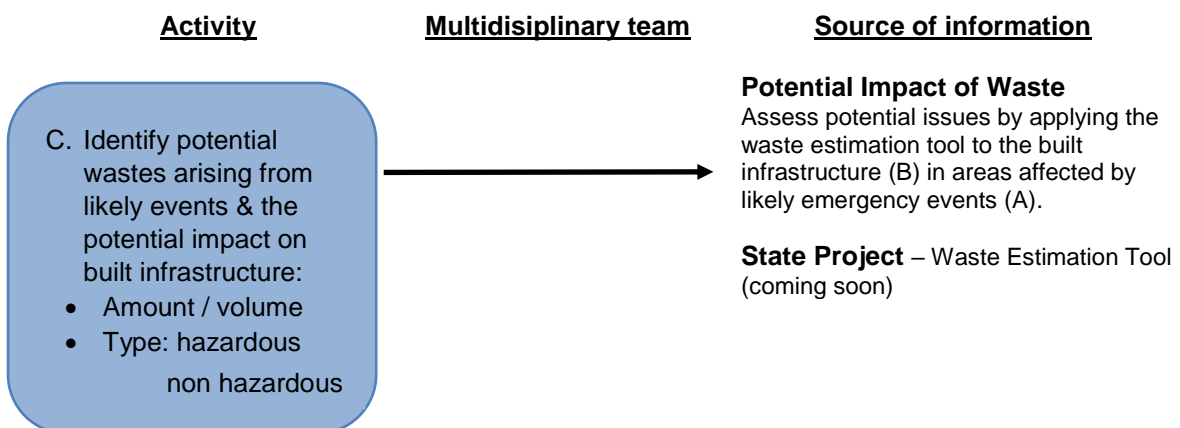 Activity
Multidisiplinary team
Source of information
C. Identify potential
wastes arising from
likely events & the
potential impact on
built infrastructure:
• Amount / volume
• Type: hazardous
non hazardous
Potential Impact of Waste
Assess potential issues by applying the
waste estimation tool to the built
infrastructure (B) in areas affected by
likely emergency events (A).
State Project – Waste Estimation Tool
(coming soon)